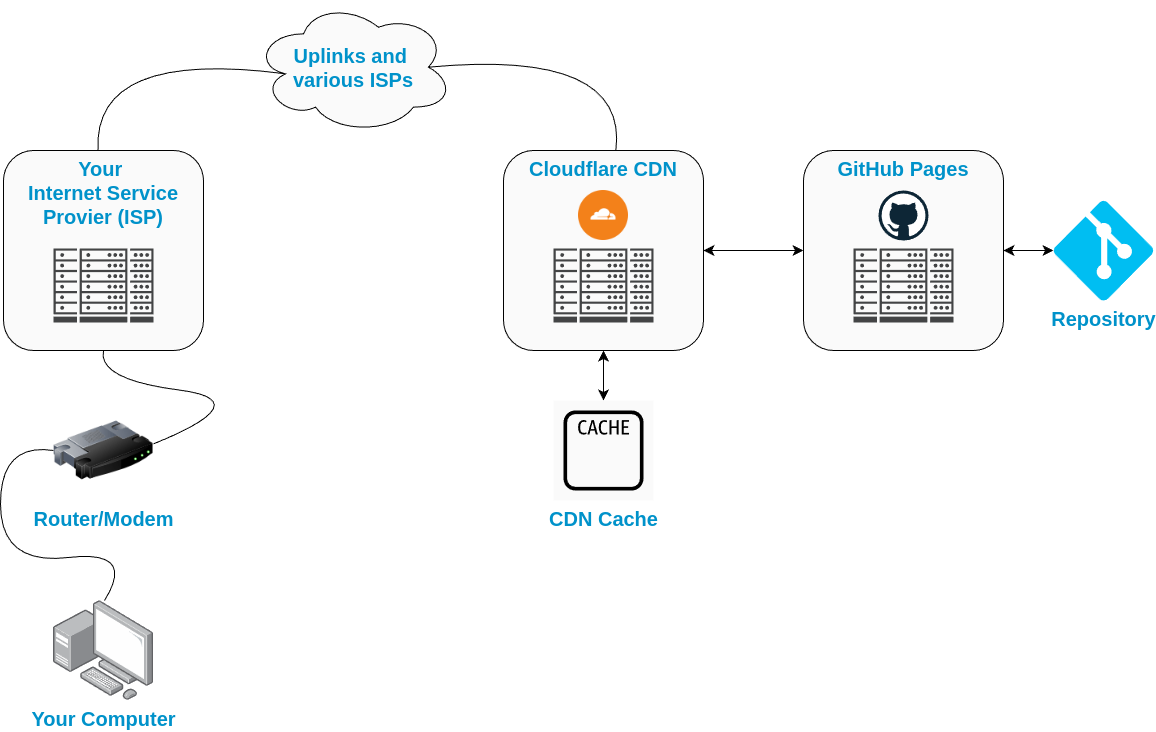 Uplinks and
various ISPs
Your
Internet Service
Provier (ISP)
Cloudflare CDN
GitHub Pages
Repository
CACHE
Router/Modem
CDN Cache
Your Computer